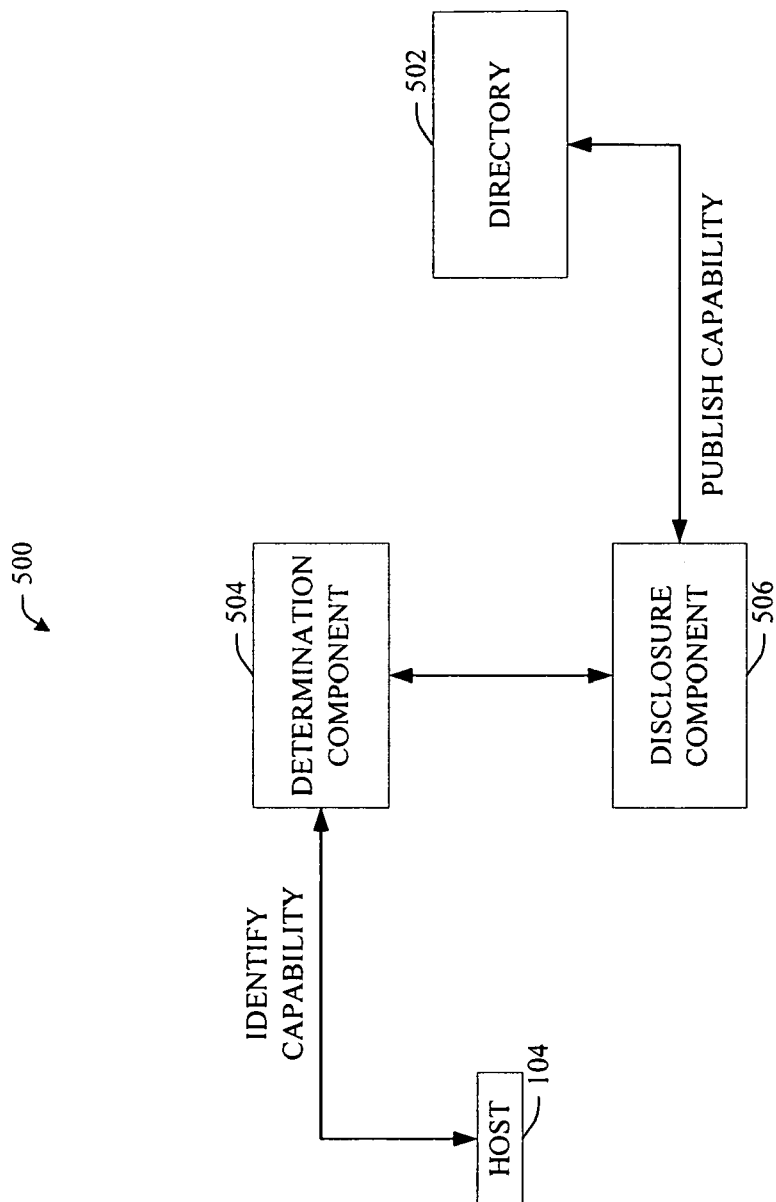 500
504
DETERMINATION
COMPONENT
IDENTIFY
CAPABILITY
HOST
104
502
DIRECTORY
DISCLOSURE
COMPONENT
506
PUBLISH CAPABILITY